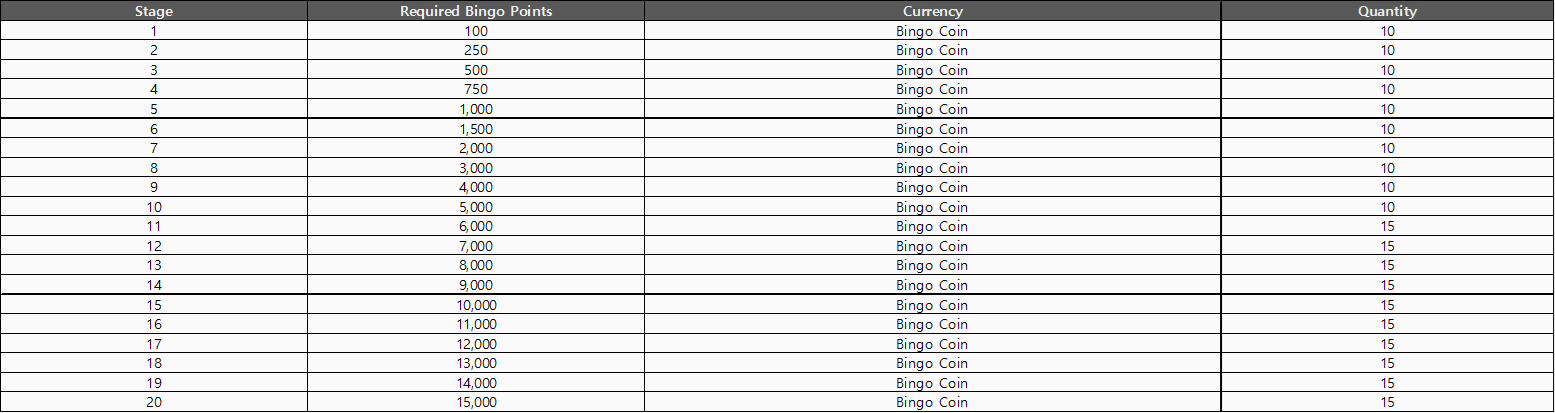 Stage Required Bingo Points Currency Quantity
1 100 Bingo Coin 10
2 250 Bingo Coin 10
3 500 Bingo Coin 10
4 750 Bingo Coin 10
5 1,000 Bingo Coin 10
6 1,500 Bingo Coin 10
7 2,000 Bingo Coin 10
8 3,000 Bingo Coin 10
9 4,000 Bingo Coin 10
10 5,000 Bingo Coin 10
11 6,000 Bingo Coin 15
12 7,000 Bingo Coin 15
13 8,000 Bingo Coin 15
14 9,000 Bingo Coin 15
15 10,000 Bingo Coin 15
16 11,000 Bingo Coin 15
17 12,000 Bingo Coin 15
18 13,000 Bingo Coin 15
19 14,000 Bingo Coin 15
20 15,000 Bingo Coin 15